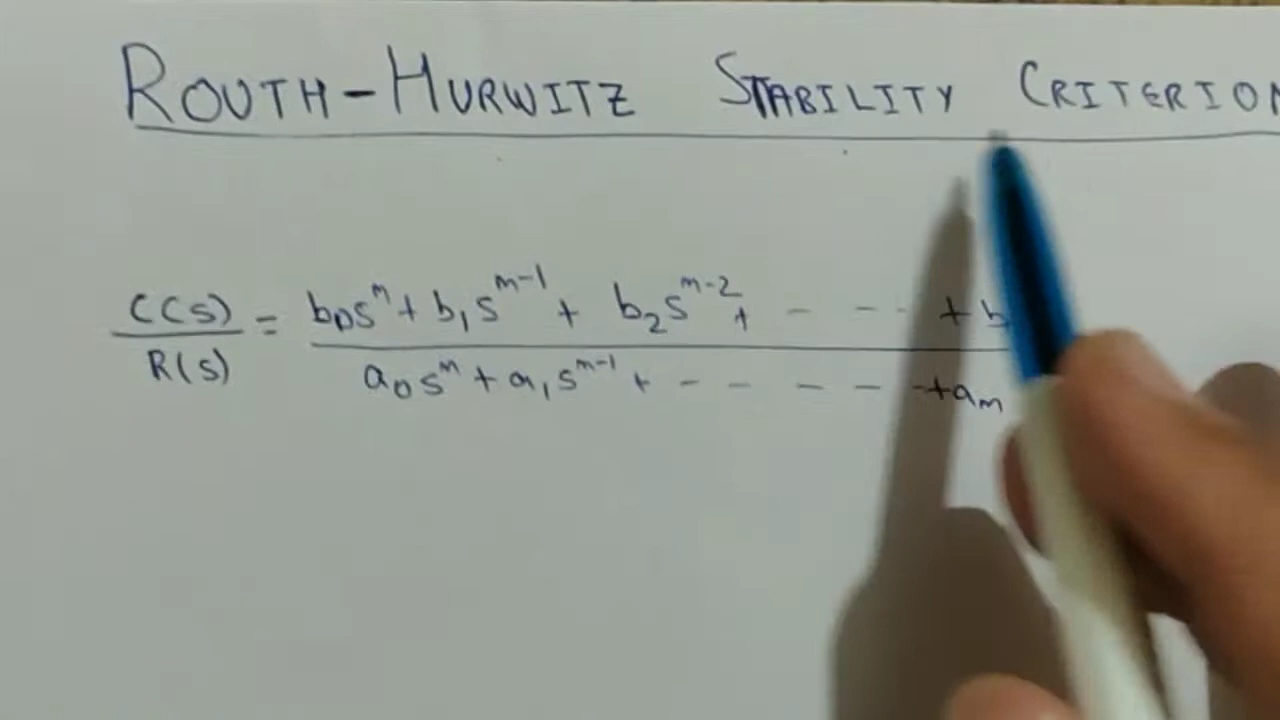 ROUTH-HURWITZ STABILITY CRITERION
C(S) = b₀s^m + b₁s^(m-1) + b₂s^(m-2) + - - - + b
R(S) a₀s^m + a₁s^(m-1) + - - - - + aₘ